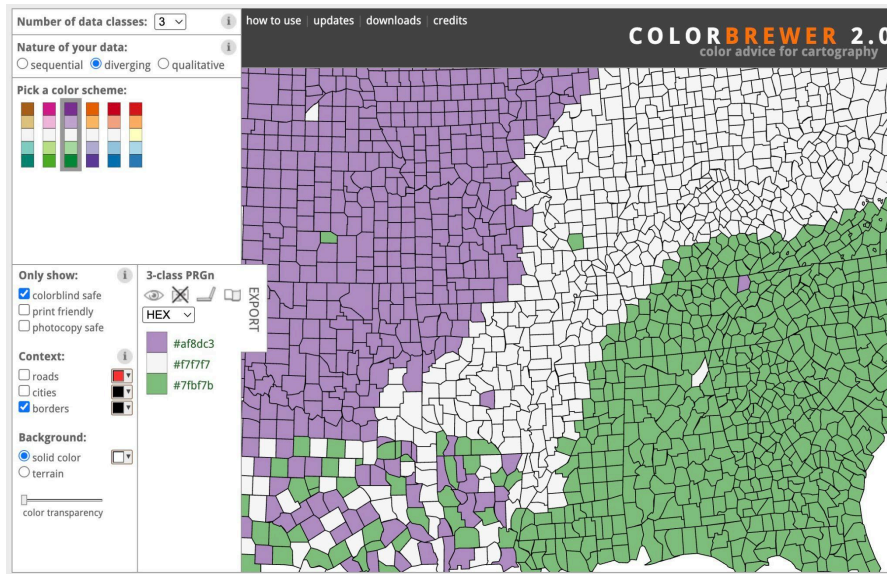 Number of data classes: 3 i
how to use | updates | downloads | credits
COLORBREWER 2.0
color advice for cartography
Nature of your data: i
sequential diverging qualitative
Pick a color scheme:
Only show: i
colorblind safe
print friendly
photocopy safe
Context: i
roads
cities
borders
Background:
solid color
terrain
color transparency
3-class PRGn
HEX
#af8dc3
#f7f7f7
#7fbf7b
EXPORT